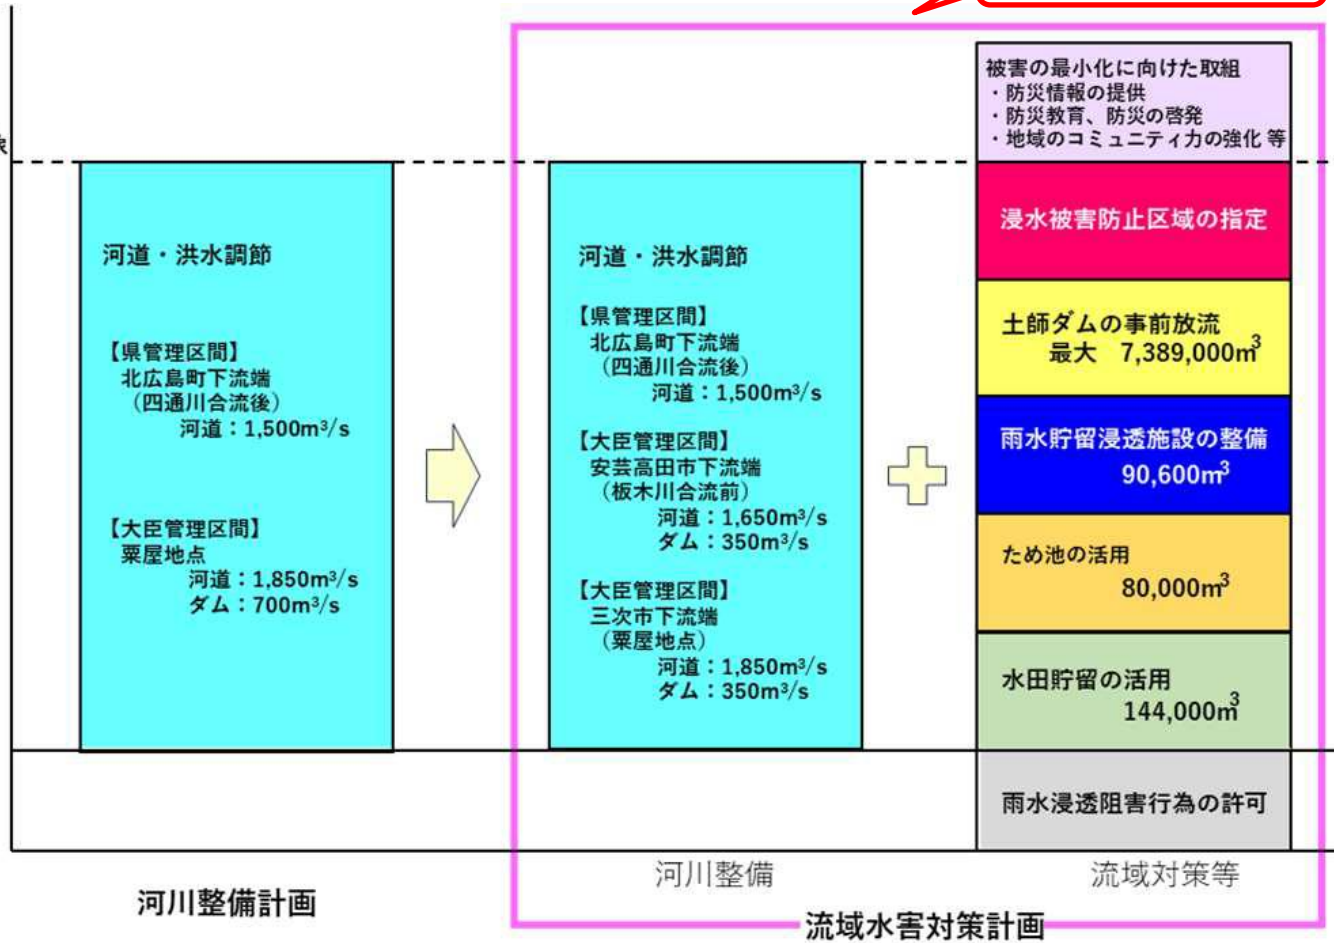 河道・洪水調節
【県管理区間】
北広島町下流端
（四通川合流後）
河道：1,500m³/s
【大臣管理区間】
粟屋地点
河道：1,850m³/s
ダム：700m³/s
河川整備計画
河道・洪水調節
【県管理区間】
北広島町下流端
（四通川合流後）
河道：1,500m³/s
【大臣管理区間】
安芸高田市下流端
（板木川合流前）
河道：1,650m³/s
ダム：350m³/s
【大臣管理区間】
三次市下流端
（粟屋地点）
河道：1,850m³/s
ダム：350m³/s
河川整備
被害の最小化に向けた取組
・防災情報の提供
・防災教育、防災の啓発
・地域のコミュニティ力の強化 等
浸水被害防止区域の指定
土師ダムの事前放流
最大 7,389,000m³
雨水貯留浸透施設の整備
90,600m³
ため池の活用
80,000m³
水田貯留の活用
144,000m³
雨水浸透阻害行為の許可
流域対策等
流域水害対策計画